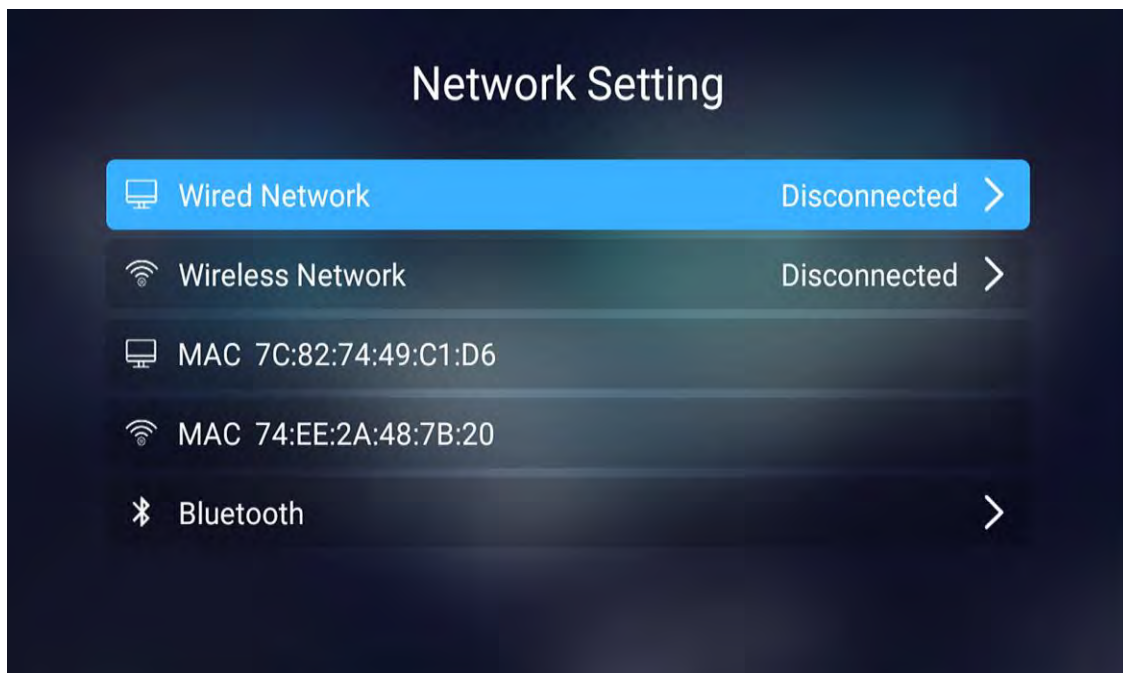 Network Setting
Wired Network Disconnected
Wireless Network Disconnected
MAC 7C:82:74:49:C1:D6
MAC 74:EE:2A:48:7B:20
Bluetooth